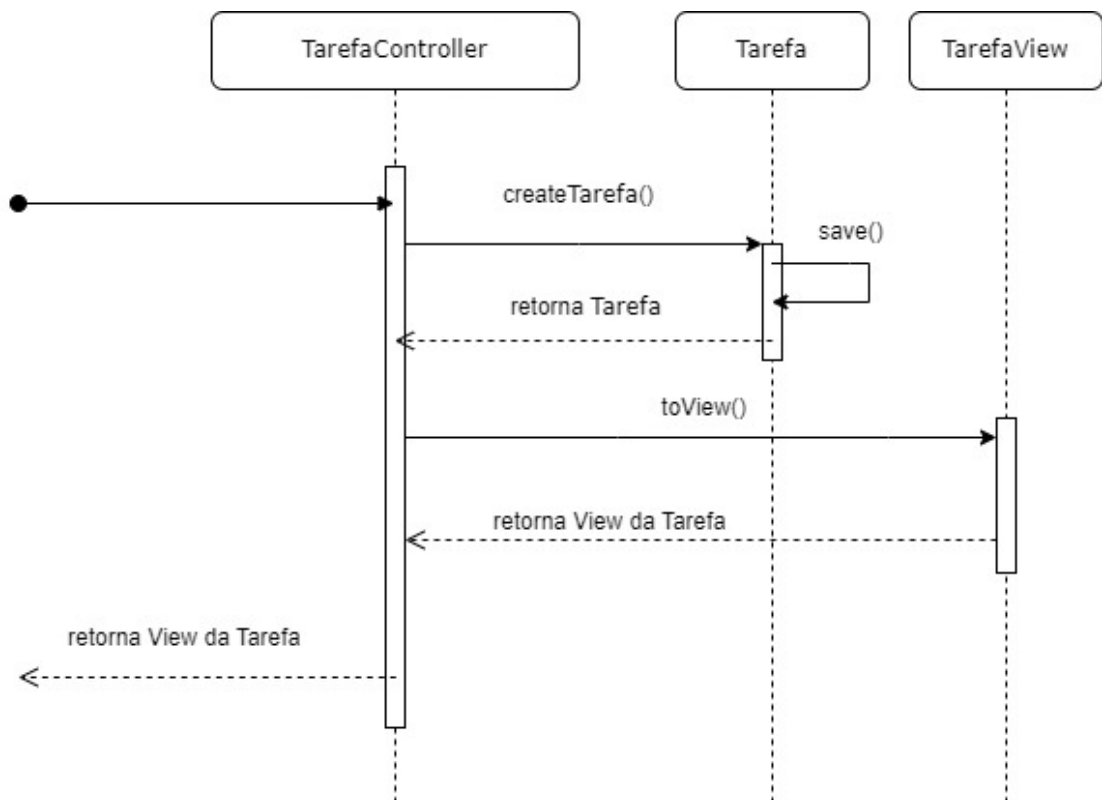 TarefaController
Tarefa
TarefaView
createTarefa()
save()
retorna Tarefa
toView()
retorna View da Tarefa
retorna View da Tarefa